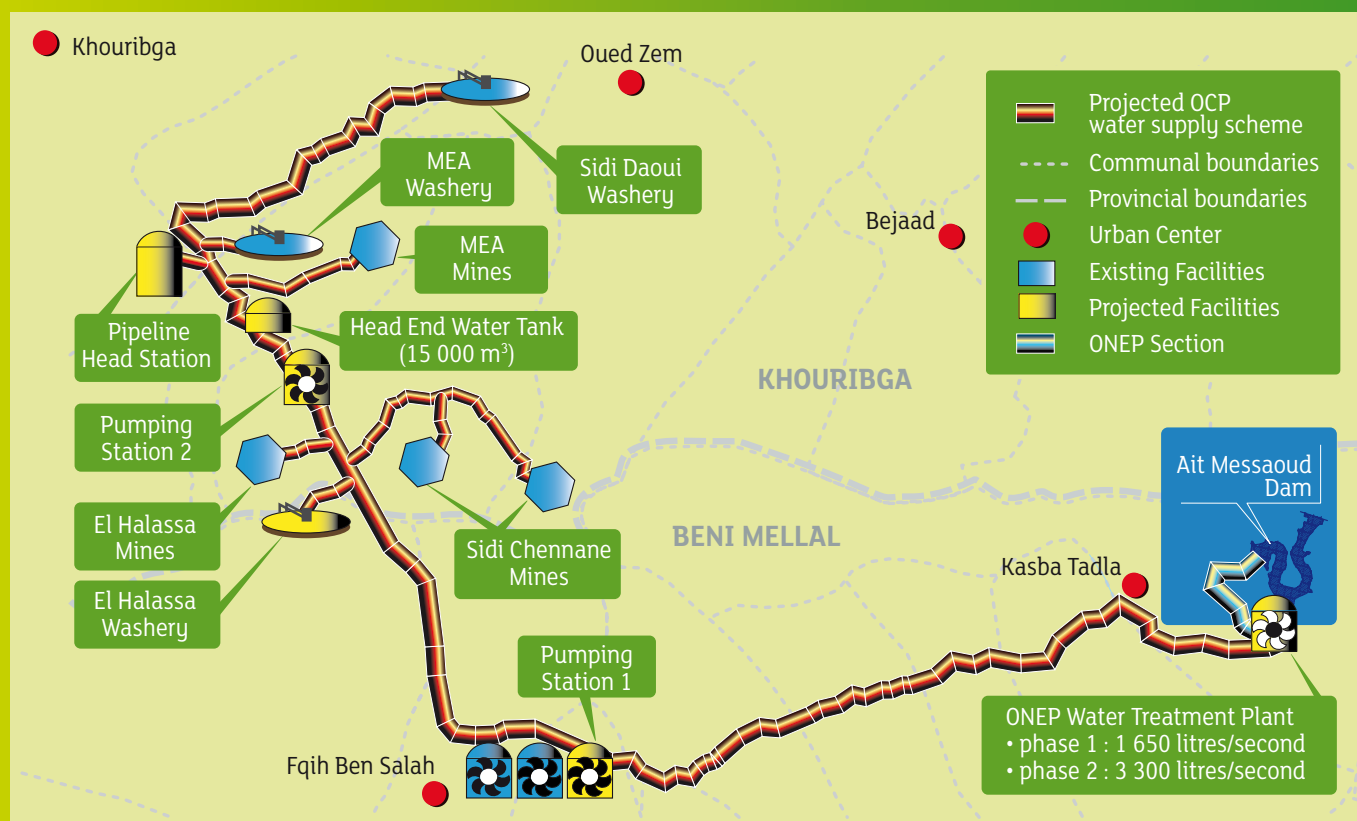 Khouribga
Oued Zem
MEA
Washery
Sidi Daoui
Washery
MEA
Mines
Bejaad
Projected OCP
water supply scheme
Communal boundaries
Provincial boundaries
Urban Center
Existing Facilities
Projected Facilities
ONEP Section
Pipeline
Head Station
Head End Water Tank
(15 000 m³)
KHOURIBGA
Pumping
Station 2
El Halassa
Mines
El Halassa
Washery
Sidi Chennane
Mines
BENI MELLAL
Ait Messaoud
Dam
Kasba Tadla
Pumping
Station 1
Fqih Ben Salah
ONEP Water Treatment Plant
• phase 1 : 1 650 litres/second
• phase 2 : 3 300 litres/second